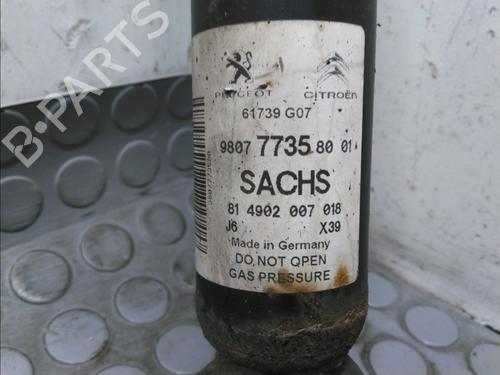 B-PARTS
PEUGEOT CITROËN
61739 G07
9807 7735 80 01
SACHS
81 4902 007 018
J6 X39
Made in Germany
DO NOT OPEN
GAS PRESSURE